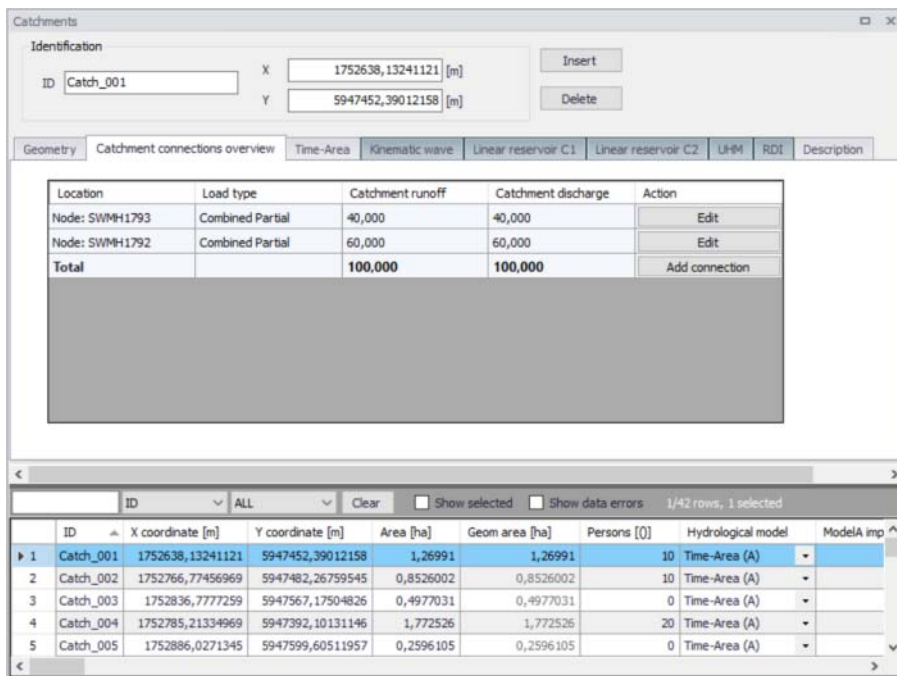 Catchments
Identification
ID Catch_001 X 1752638,13241121 [m] Insert
Y 5947452,39012158 [m] Delete
Geometry Catchment connections overview Time-Area Kinematic wave Linear reservoir C1 Linear reservoir C2 UHM RDI Description
Location Load type Catchment runoff Catchment discharge Action
Node: SWMH1793 Combined Partial 40,000 40,000 Edit
Node: SWMH1792 Combined Partial 60,000 60,000 Edit
Total 100,000 100,000 Add connection
ID ALL Clear Show selected Show data errors 1/42 rows, 1 selected
ID X coordinate [m] Y coordinate [m] Area [ha] Geom area [ha] Persons [()] Hydrological model ModelA imp
1 Catch_001 1752638,13241121 5947452,39012158 1,26991 1,26991 10 Time-Area (A)
2 Catch_002 1752766,77456969 5947482,26759545 0,8526002 0,8526002 10 Time-Area (A)
3 Catch_003 1752836,7777259 5947567,17504826 0,4977031 0,4977031 0 Time-Area (A)
4 Catch_004 1752785,21334969 5947392,10131146 1,772526 1,772526 20 Time-Area (A)
5 Catch_005 1752886,0271345 5947599,60511957 0,2596105 0,2596105 0 Time-Area (A)